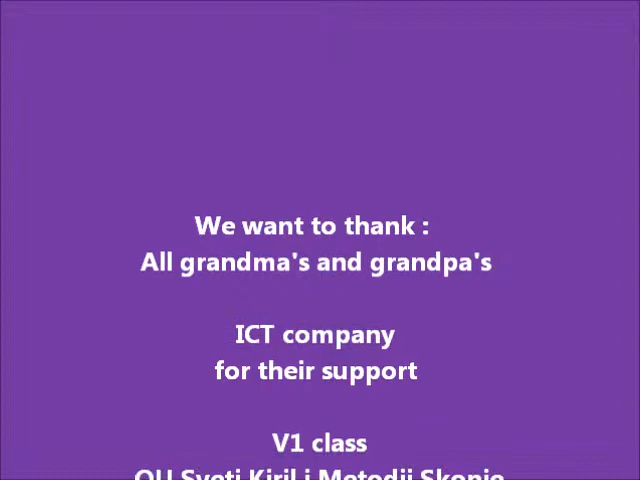 We want to thank :
All grandma's and grandpa's
ICT company
for their support
V1 class
OU Sveti Kiril i Metodij Skopje